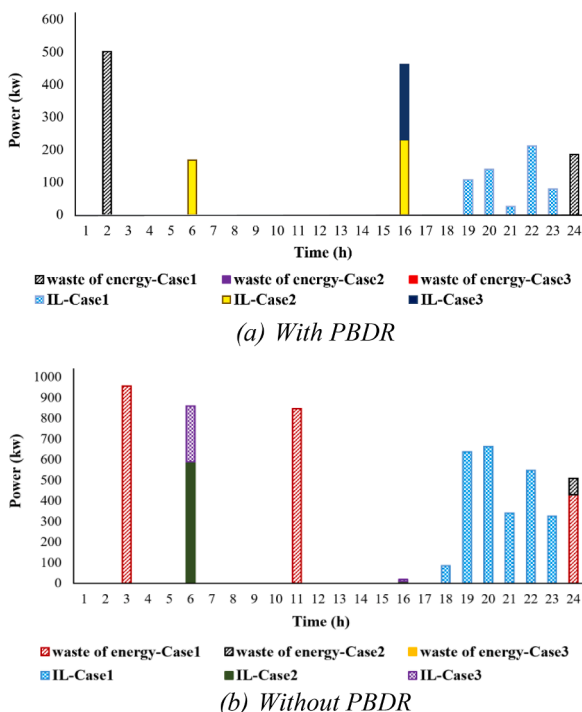 600
500
400
300
200
100
0
Power (kw)
1 2 3 4 5 6 7 8 9 10 11 12 13 14 15 16 17 18 19 20 21 22 23 24
Time (h)
waste of energy-Case1 waste of energy-Case2 waste of energy-Case3
IL-Case1 IL-Case2 IL-Case3
(a) With PBDR
1000
900
800
700
600
500
400
300
200
100
0
Power (kw)
1 2 3 4 5 6 7 8 9 10 11 12 13 14 15 16 17 18 19 20 21 22 23 24
Time (h)
waste of energy-Case1 waste of energy-Case2 waste of energy-Case3
IL-Case1 IL-Case2 IL-Case3
(b) Without PBDR